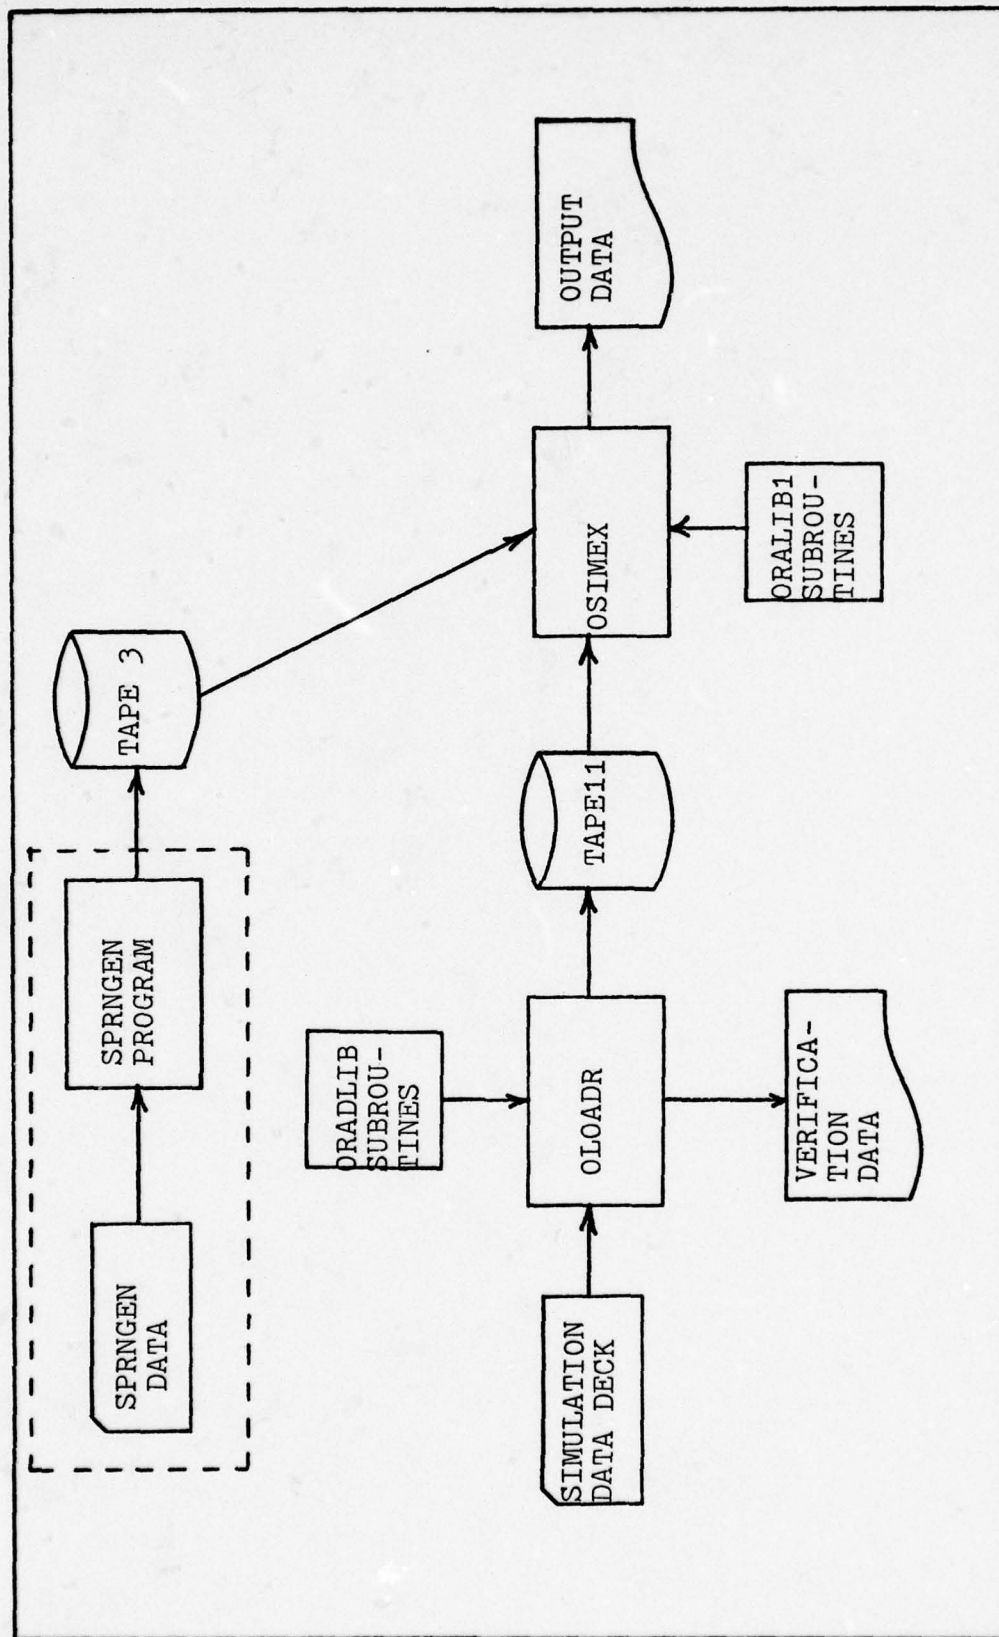 SPRNGEN
DATA
SPRNGEN
PROGRAM
TAPE 3
ORADLIB
SUBROU-
TINES
SIMULATION
DATA DECK
OLOADR
TAPE11
OSIMEX
OUTPUT
DATA
VERIFICA-
TION
DATA
ORALIB1
SUBROU-
TINES